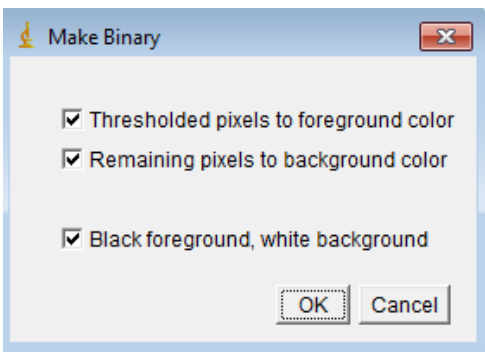 Make Binary
Thresholded pixels to foreground color
Remaining pixels to background color
Black foreground, white background
OK Cancel